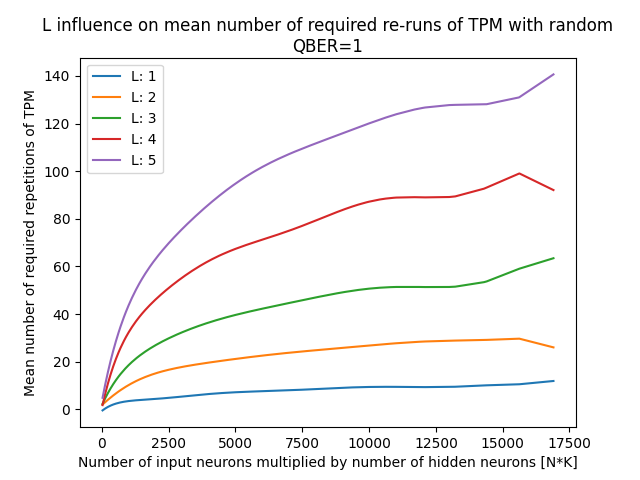 L influence on mean number of required re-runs of TPM with random
QBER=1
L: 1
L: 2
L: 3
L: 4
L: 5
Mean number of required repetitions of TPM
140
120
100
80
60
40
20
0
0 2500 5000 7500 10000 12500 15000 17500
Number of input neurons multiplied by number of hidden neurons [N*K]